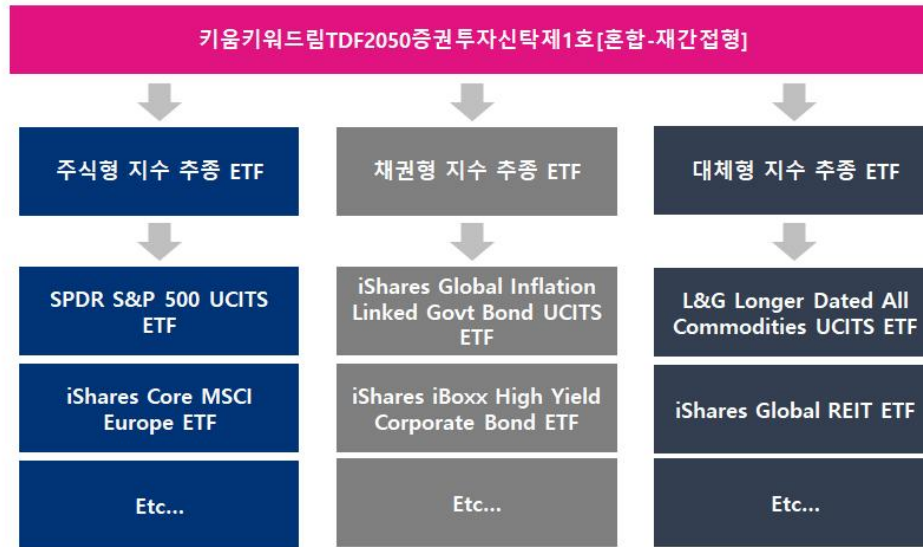 키움키워드림TDF2050증권투자신탁제1호[혼합-재간접형]
주식형 지수 추종 ETF
채권형 지수 추종 ETF
대체형 지수 추종 ETF
SPDR S&P 500 UCITS
ETF
iShares Global Inflation
Linked Govt Bond UCITS
ETF
L&G Longer Dated All
Commodities UCITS ETF
iShares Core MSCI
Europe ETF
iShares iBoxx High Yield
Corporate Bond ETF
iShares Global REIT ETF
Etc...
Etc...
Etc...